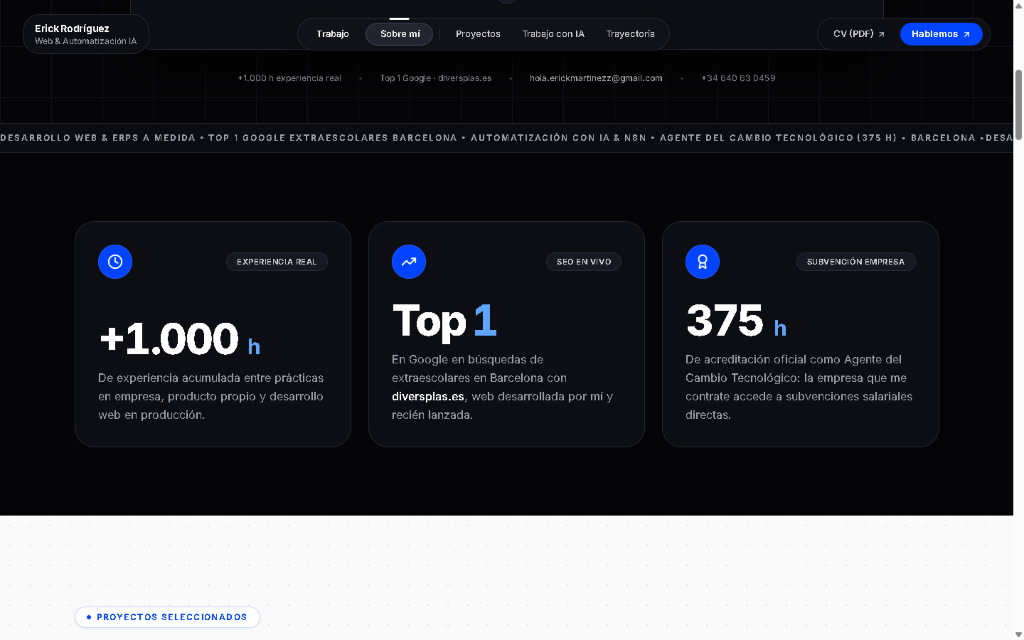 Erick Rodríguez
Web & Automatización IA
Trabajo
Sobre mí
Proyectos
Trabajo con IA
Trayectoria
CV (PDF) ↗
Hablemos ↗
+1.000 h experiencia real • Top 1 Google · diversplas.es • hola.erickmartinezz@gmail.com • +34 640 63 0459
DESARROLLO WEB & ERPS A MEDIDA • TOP 1 GOOGLE EXTRAESCOLARES BARCELONA • AUTOMATIZACIÓN CON IA & N8N • AGENTE DEL CAMBIO TECNOLÓGICO (375 H) • BARCELONA • DESA
EXPERIENCIA REAL
+1.000 h
De experiencia acumulada entre prácticas
en empresa, producto propio y desarrollo
web en producción.
SEO EN VIVO
Top 1
En Google en búsquedas de
extraescolares en Barcelona con
diversplas.es, web desarrollada por mí y
recién lanzada.
SUBVENCIÓN EMPRESA
375 h
De acreditación oficial como Agente del
Cambio Tecnológico: la empresa que me
contrate accede a subvenciones salariales
directas.
• PROYECTOS SELECCIONADOS